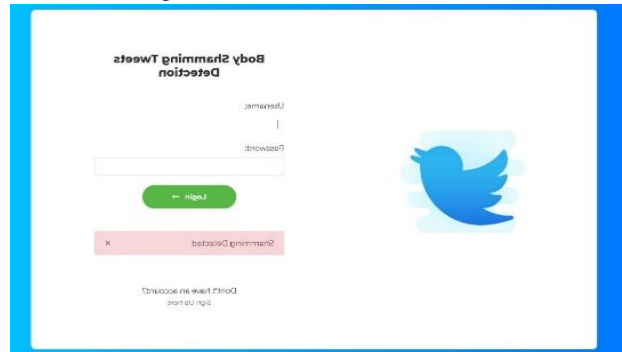 Body Shamming Tweets
Detection
Username:
Password:
Login →
Shamming Detected ×
Don't have an account?
Sign Up here